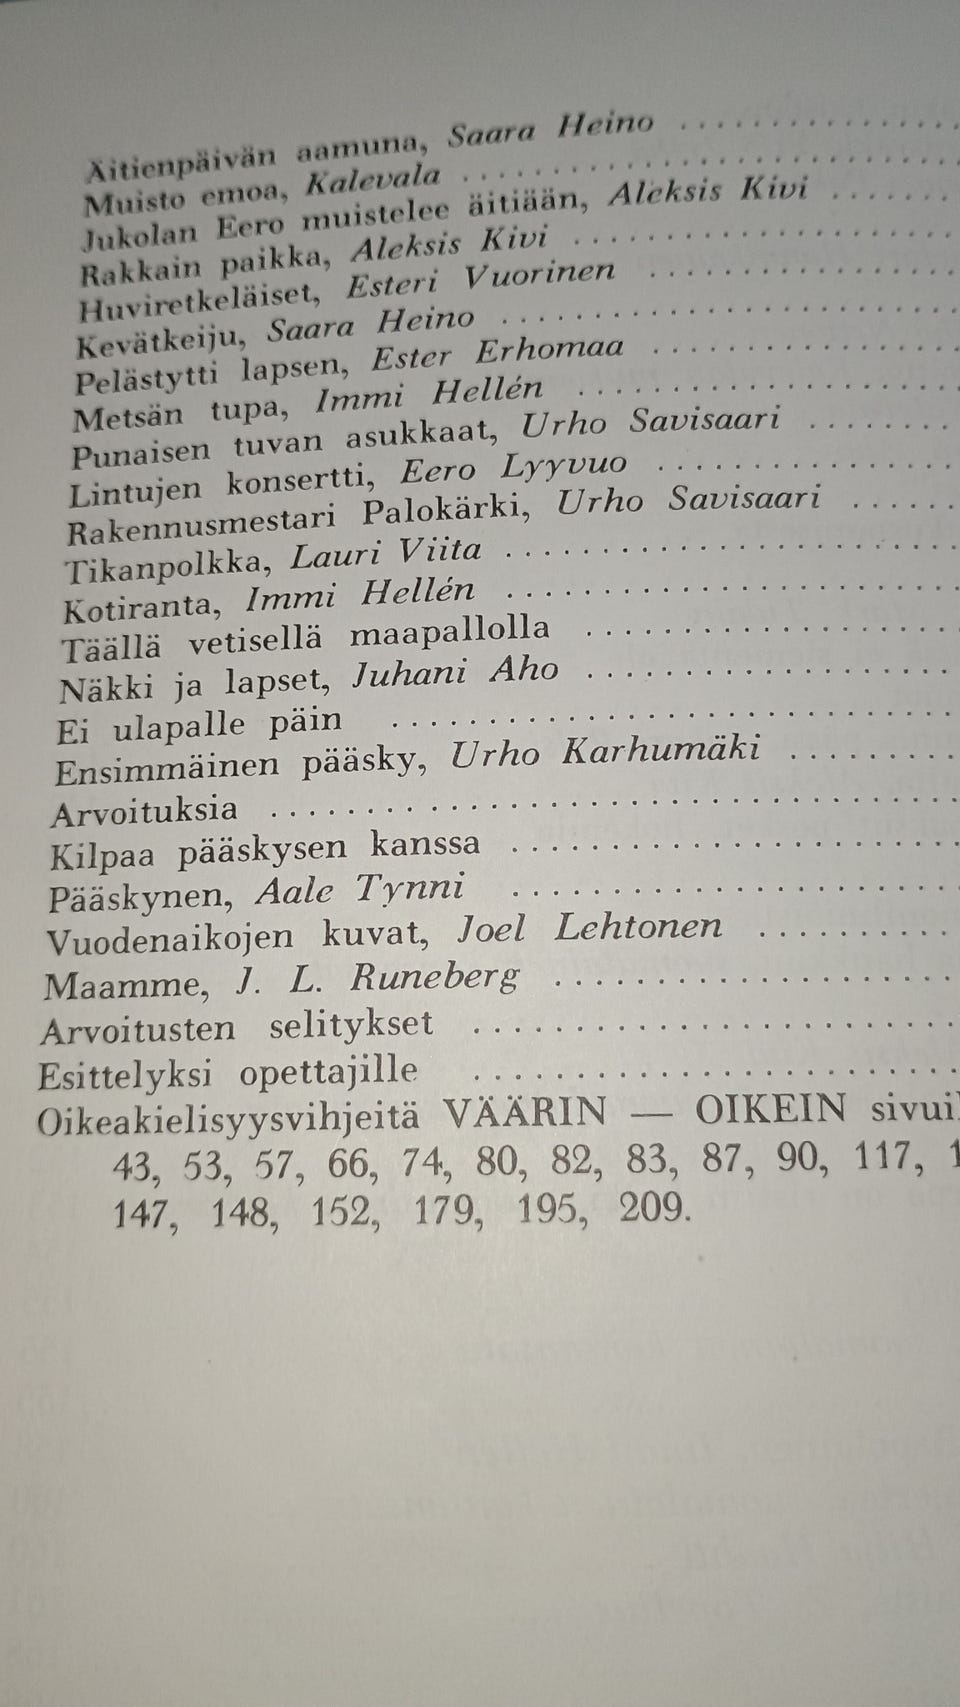 Äitienpäivän aamuna, Saara Heino ...............
Muisto emoa, Kalevala ..........................
Jukolan Eero muistelee äitiään, Aleksis Kivi .......
Rakkain paikka, Aleksis Kivi ....................
Huviretkeläiset, Esteri Vuorinen ................
Kevätkeiju, Saara Heino ........................
Pelästytti lapsen, Ester Erhomaa ................
Metsän tupa, Immi Hellén ....................
Punaisen tuvan asukkaat, Urho Savisaari ........
Lintujen konsertti, Eero Lyyvuo ................
Rakennusmestari Palokärki, Urho Savisaari ......
Tikanpolkka, Lauri Viita ........................
Kotiranta, Immi Hellén ........................
Täällä vetisellä maapallolla ....................
Näkki ja lapset, Juhani Aho ....................
Ei ulapalle päin ..............................
Ensimmäinen pääsky, Urho Karhumäki .........
Arvoituksia ....................................
Kilpaa pääskysen kanssa ........................
Pääskynen, Aale Tynni ........................
Vuodenaikojen kuvat, Joel Lehtonen ..........
Maamme, J. L. Runeberg ......................
Arvoitusten selitykset ..........................
Esittelyksi opettajille ..........................
Oikeakielisyysvihjeitä VÄÄRIN — OIKEIN
43, 53, 57, 66, 74, 80, 82, 83, 87, 90, 117,
147, 148, 152, 179, 195, 209.